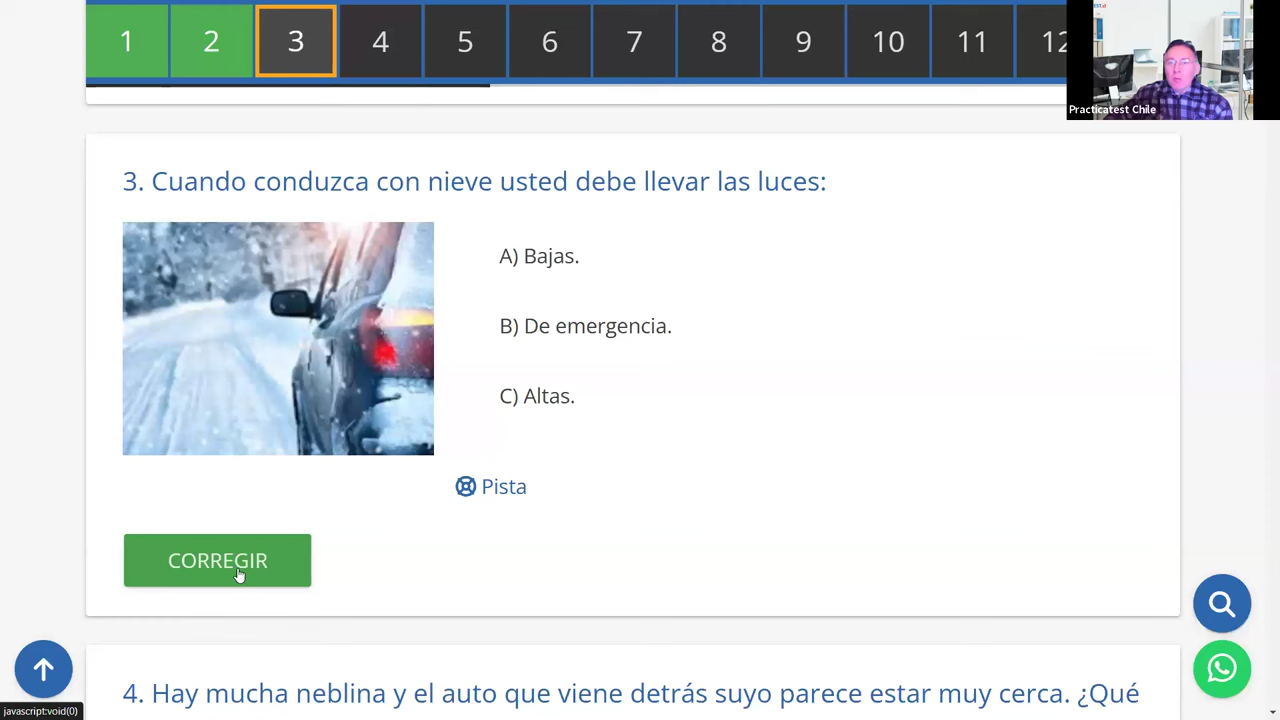 1 2 3 4 5 6 7 8 9 10 11 12
Practicatest Chile
3. Cuando conduzca con nieve usted debe llevar las luces:
A) Bajas.
B) De emergencia.
C) Altas.
Pista
CORREGIR
4. Hay mucha neblina y el auto que viene detrás suyo parece estar muy cerca. ¿Qué
javascript:void(0)